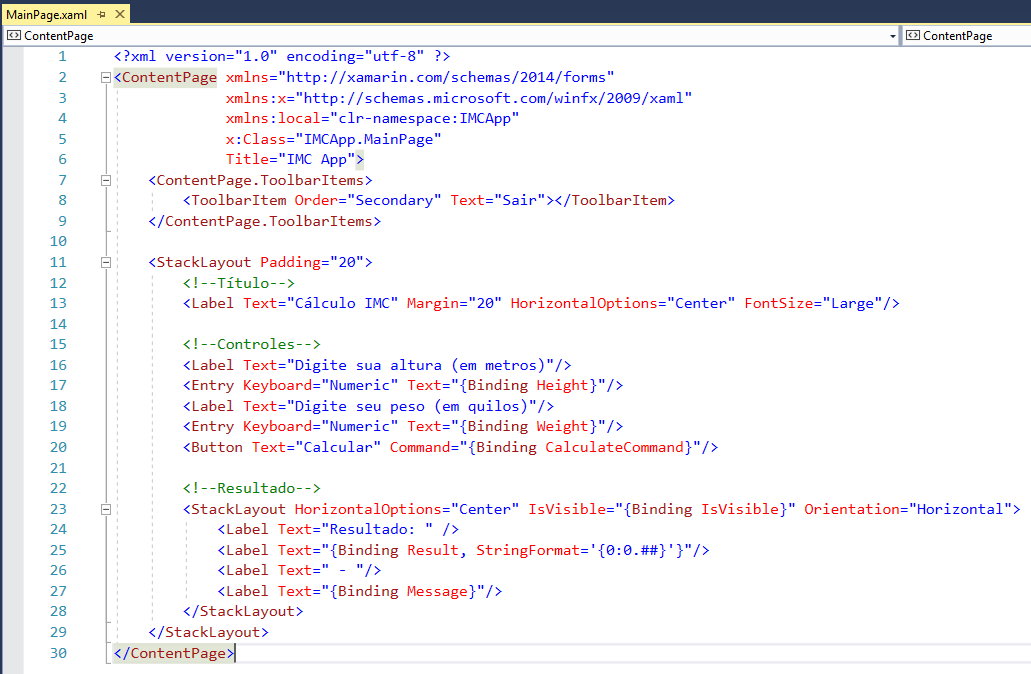 MainPage.xaml
ContentPage ContentPage
1 <?xml version="1.0" encoding="utf-8" ?>
2 <ContentPage xmlns="http://xamarin.com/schemas/2014/forms"
3 xmlns:x="http://schemas.microsoft.com/winfx/2009/xaml"
4 xmlns:local="clr-namespace:IMCApp"
5 x:Class="IMCApp.MainPage"
6 Title="IMC App">
7 <ContentPage.ToolbarItems>
8 <ToolbarItem Order="Secondary" Text="Sair"></ToolbarItem>
9 </ContentPage.ToolbarItems>
10
11 <StackLayout Padding="20">
12 <!--Título-->
13 <Label Text="Cálculo IMC" Margin="20" HorizontalOptions="Center" FontSize="Large"/>
14
15 <!--Controles-->
16 <Label Text="Digite sua altura (em metros)"/>
17 <Entry Keyboard="Numeric" Text="{Binding Height}"/>
18 <Label Text="Digite seu peso (em quilos)"/>
19 <Entry Keyboard="Numeric" Text="{Binding Weight}"/>
20 <Button Text="Calcular" Command="{Binding CalculateCommand}"/>
21
22 <!--Resultado-->
23 <StackLayout HorizontalOptions="Center" IsVisible="{Binding IsVisible}" Orientation="Horizontal">
24 <Label Text="Resultado: " />
25 <Label Text="{Binding Result, StringFormat='{0:0.##}'}"/>
26 <Label Text=" - "/>
27 <Label Text="{Binding Message}"/>
28 </StackLayout>
29 </StackLayout>
30 </ContentPage>